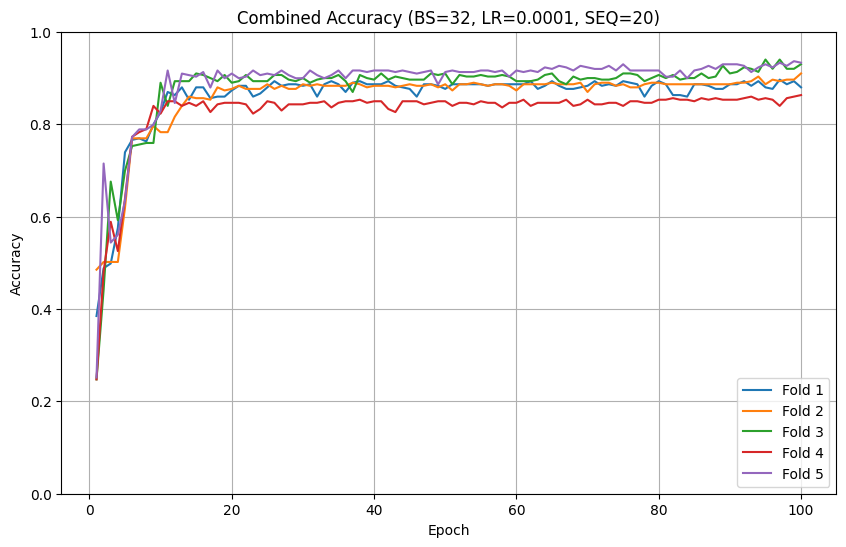 Combined Accuracy (BS=32, LR=0.0001, SEQ=20)
1.0
0.8
0.6
0.4
0.2
0.0
Accuracy
0
20
40
60
80
100
Epoch
Fold 1
Fold 2
Fold 3
Fold 4
Fold 5